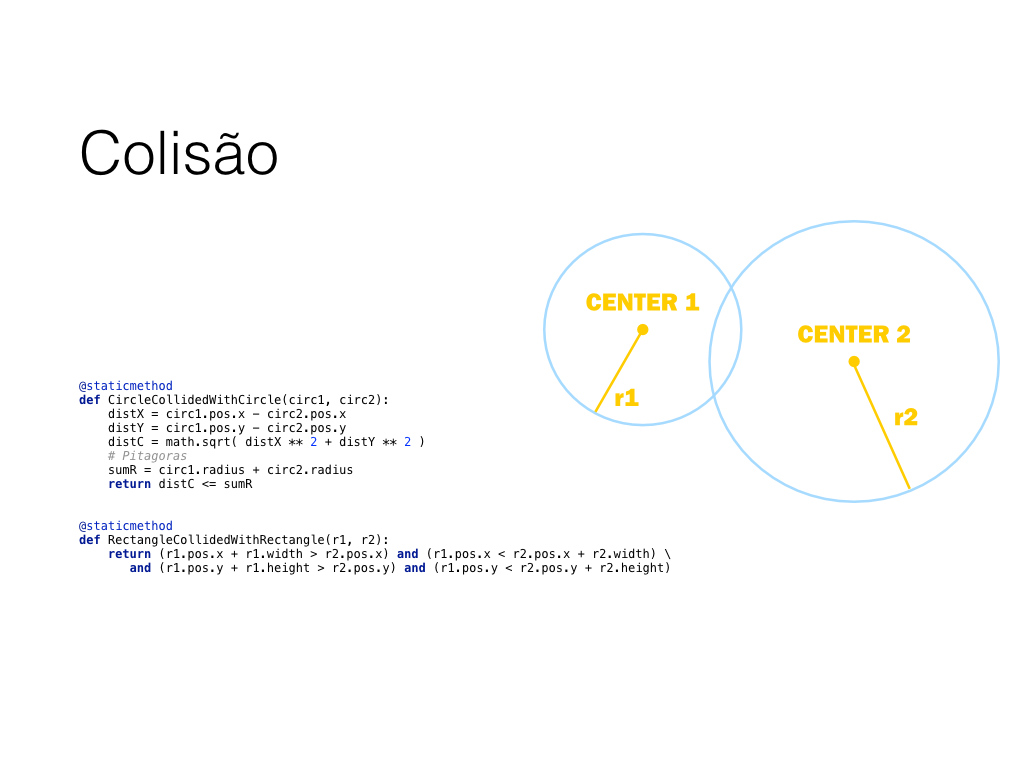 Colisão
CENTER 1
CENTER 2
r1
r2
@staticmethod
def CircleCollidedWithCircle(circ1, circ2):
    distX = circ1.pos.x − circ2.pos.x
    distY = circ1.pos.y − circ2.pos.y
    distC = math.sqrt( distX ** 2 + distY ** 2 )
    # Pitagoras
    sumR = circ1.radius + circ2.radius
    return distC <= sumR
@staticmethod
def RectangleCollidedWithRectangle(r1, r2):
    return (r1.pos.x + r1.width > r2.pos.x) and (r1.pos.x < r2.pos.x + r2.width) \
       and (r1.pos.y + r1.height > r2.pos.y) and (r1.pos.y < r2.pos.y + r2.height)